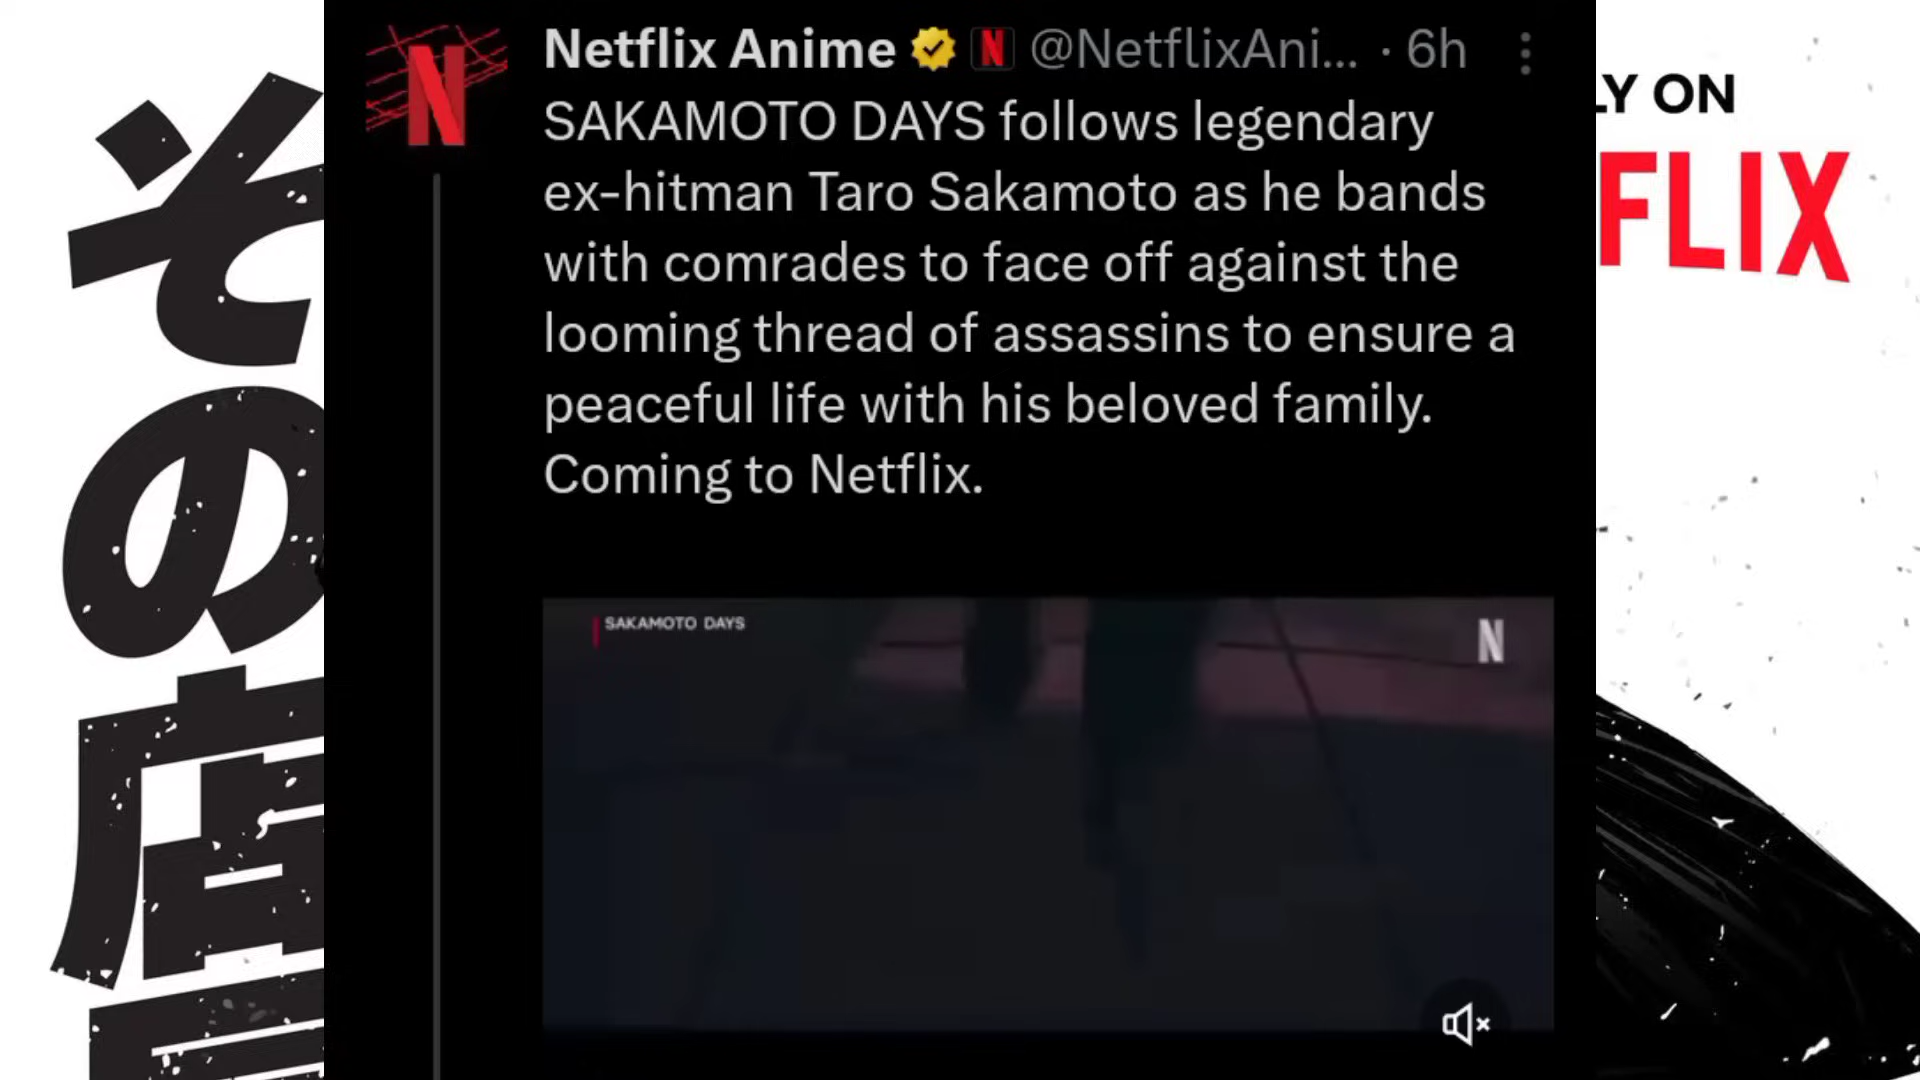 その店
LY ON
FLIX
Netflix Anime @NetflixAni... · 6h
SAKAMOTO DAYS follows legendary
ex-hitman Taro Sakamoto as he bands
with comrades to face off against the
looming thread of assassins to ensure a
peaceful life with his beloved family.
Coming to Netflix.
SAKAMOTO DAYS
N